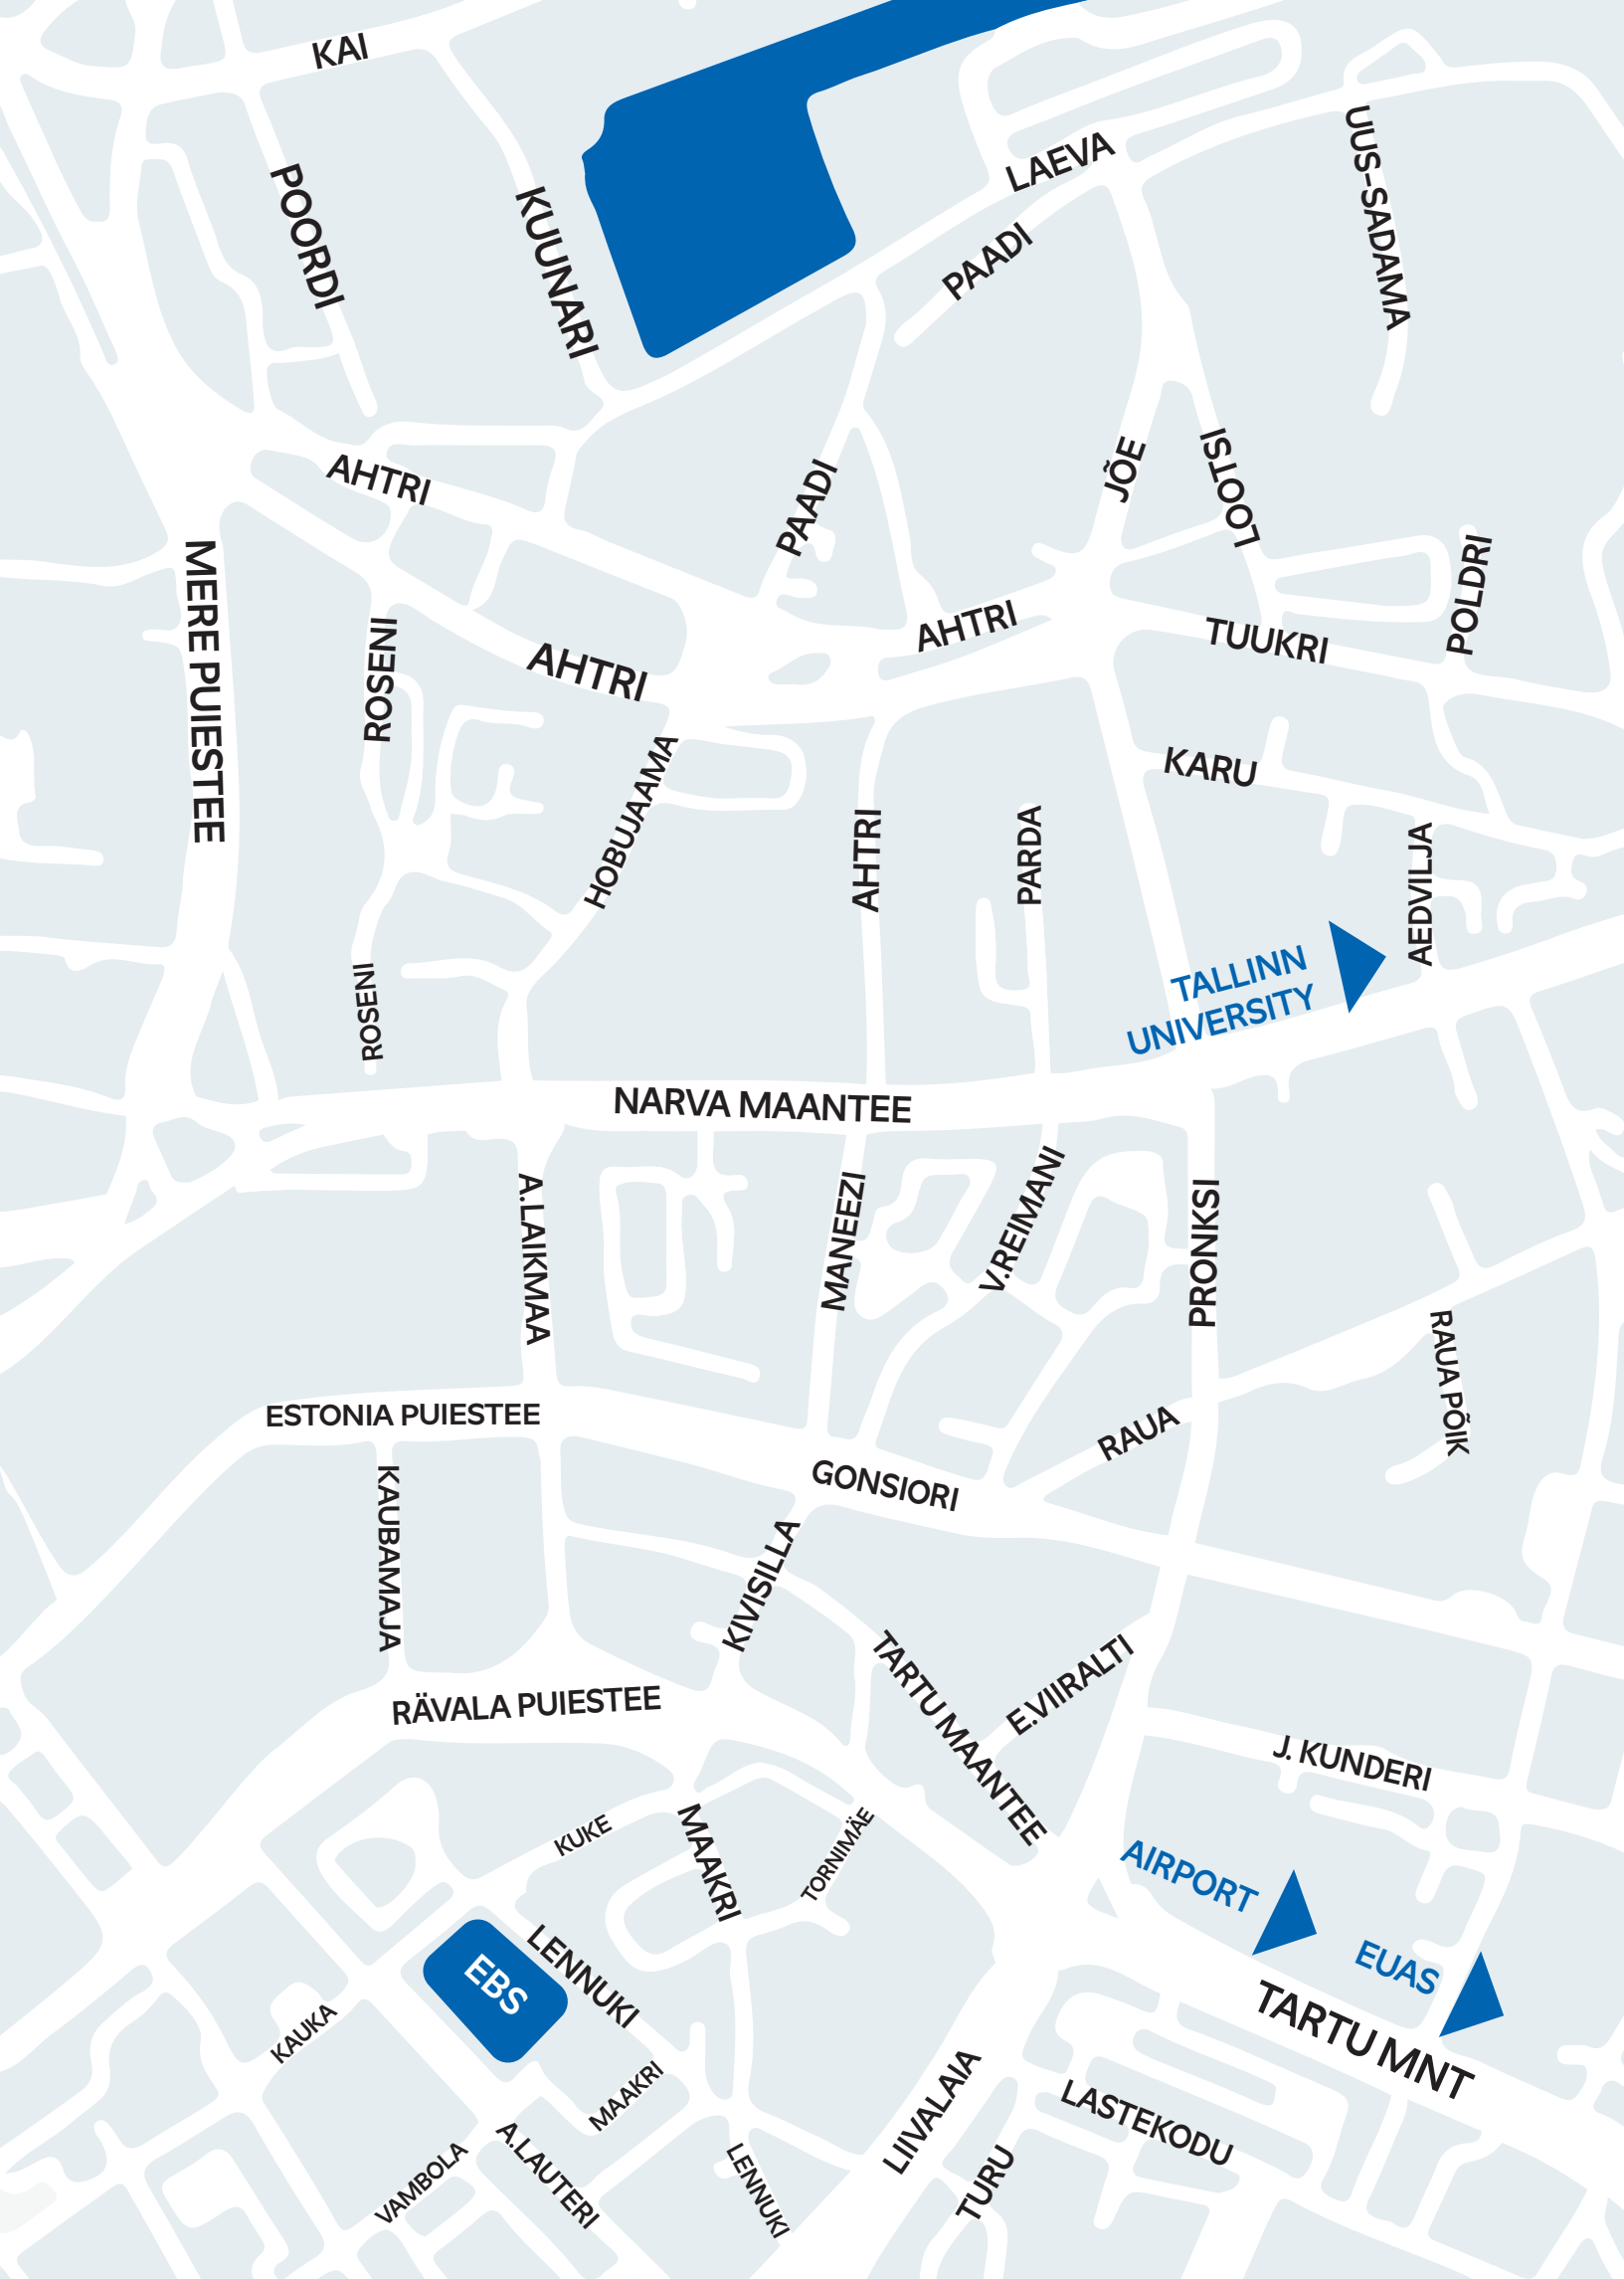 KAI
POORDI
KUUNARI
LAEVA
PAADI
UUS-SADAMA
AHTRI
PAADI
JÕE
LOOTSI
POLDRI
MERE PUIESTEE
ROSENI
AHTRI
AHTRI
TUUKRI
KARU
HOBUJAAMA
AHTRI
PARDA
AEDVILJA
TALLINN
UNIVERSITY
ROSENI
NARVA MAANTEE
A.LAIKMAA
MANEEZI
V.REIMANI
PRONKSI
RAUA PÕIK
ESTONIA PUIESTEE
RAUA
GONSIORI
KAUBAMAJA
KIVISILLA
TARTU MAANTEE
E.VIIRALTI
RÄVALA PUIESTEE
J. KUNDERI
KUKE
MAAKRI
TORNIMÄE
AIRPORT
EUAS
LENNUKI
EBS
TARTU MNT
KAUKA
MAAKRI
LIIVALAIA
LASTEKODU
VAMBOLA
A.LAUTERI
LENNUKI
TURU